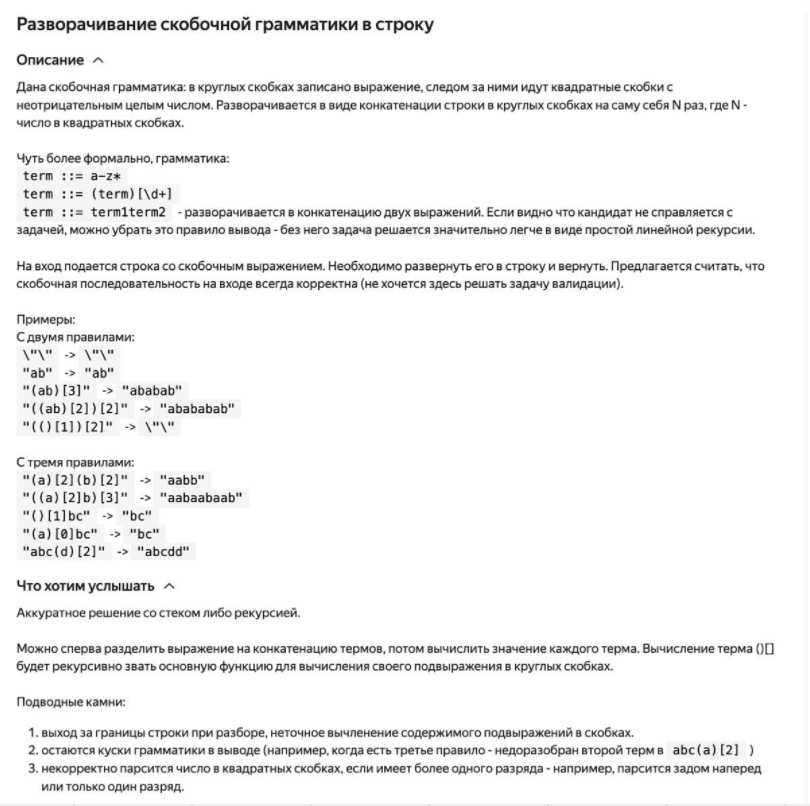 Разворачивание скобочной грамматики в строку
Описание
Дана скобочная грамматика: в круглых скобках записано выражение, следом за ними идут квадратные скобки с
неотрицательным целым числом. Разворачивается в виде конкатенации строки в круглых скобках на саму себя N раз, где N -
число в квадратных скобках.
Чуть более формально, грамматика:
term ::= a-z*
term ::= (term)[\d+]
term ::= term1term2 - разворачивается в конкатенацию двух выражений. Если видно что кандидат не справляется с
задачей, можно убрать это правило вывода - без него задача решается значительно легче в виде простой линейной рекурсии.
На вход подается строка со скобочным выражением. Необходимо развернуть его в строку и вернуть. Предлагается считать, что
скобочная последовательность на входе всегда корректна (не хочется здесь решать задачу валидации).
Примеры:
С двумя правилами:
\"\" -> \"\"
"ab" -> "ab"
"(ab)[3]" -> "ababab"
"((ab)[2])[2]" -> "abababab"
"(()[1])[2]" -> \"\"
С тремя правилами:
"(a)[2](b)[2]" -> "aabb"
"((a)[2]b)[3]" -> "aabaabaab"
"()[1]bc" -> "bc"
"(a)[0]bc" -> "bc"
"abc(d)[2]" -> "abcdd"
Что хотим услышать
Аккуратное решение со стеком либо рекурсией.
Можно сперва разделить выражение на конкатенацию термов, потом вычислить значение каждого терма. Вычисление терма ()[]
будет рекурсивно звать основную функцию для вычисления своего подвыражения в круглых скобках.
Подводные камни:
1. выход за границы строки при разборе, неточное вычленение содержимого подвыражений в скобках.
2. остаются куски грамматики в выводе (например, когда есть третье правило - недоразобран второй терм в abc(a)[2] )
3. некорректно парсится число в квадратных скобках, если имеет более одного разряда - например, парсится задом наперед
или только один разряд.